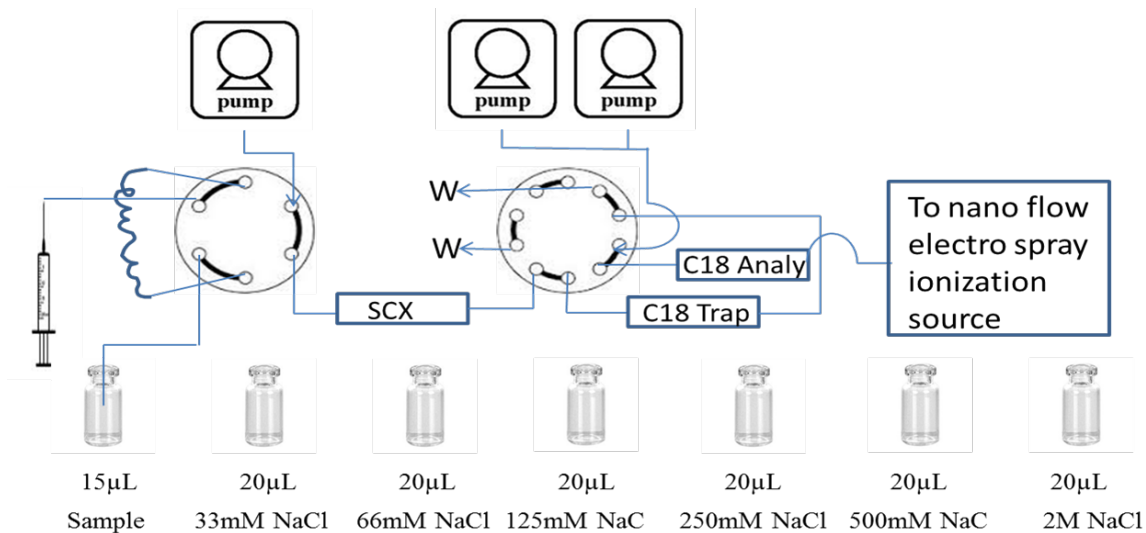 pump
pump
pump
W
W
To nano flow
electro spray
ionization
source
C18 Analy
SCX
C18 Trap
15µL
20µL
20µL
20µL
20µL
20µL
20µL
Sample
33mM NaCl
66mM NaCl
125mM NaC
250mM NaCl
500mM NaC
2M NaCl